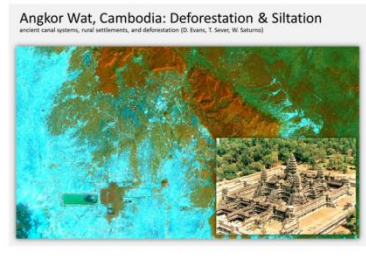 Angkor Wat, Cambodia: Deforestation & Siltation
ancient canal systems, rural settlements, and deforestation (D. Evans, T. Sever, W. Saturno)